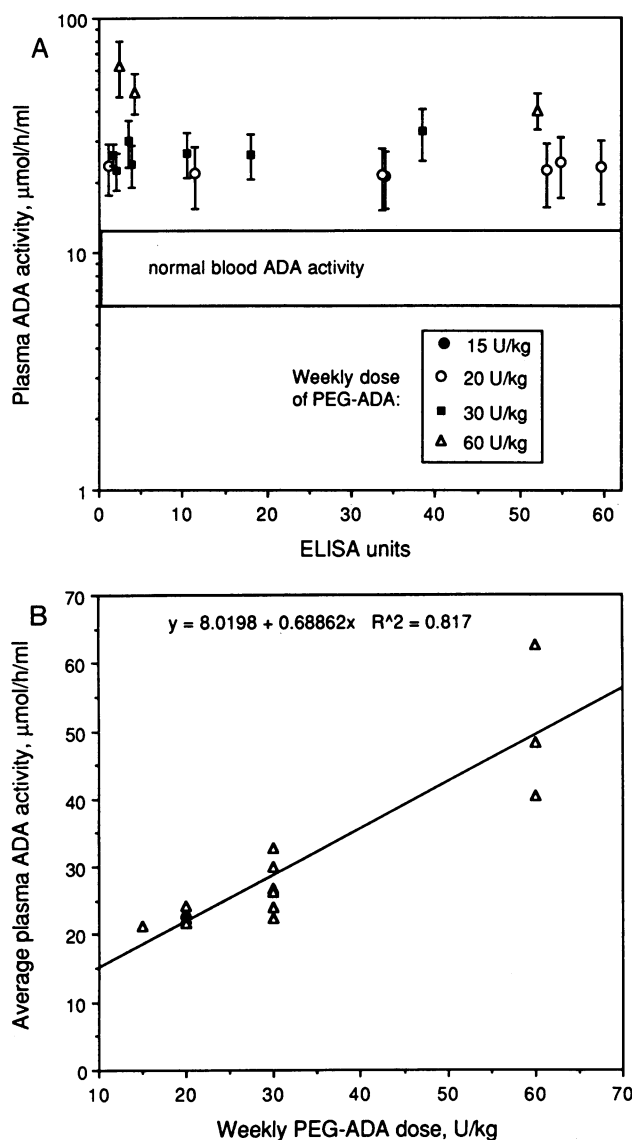 A
100
10
1
Plasma ADA activity, μmol/h/ml
normal blood ADA activity
Weekly dose
of PEG-ADA:
15 U/kg
20 U/kg
30 U/kg
60 U/kg
0 10 20 30 40 50 60
ELISA units
B
y = 8.0198 + 0.68862x R^2 = 0.817
70
60
50
40
30
20
10
0
Average plasma ADA activity, μmol/h/ml
10 20 30 40 50 60 70
Weekly PEG-ADA dose, U/kg